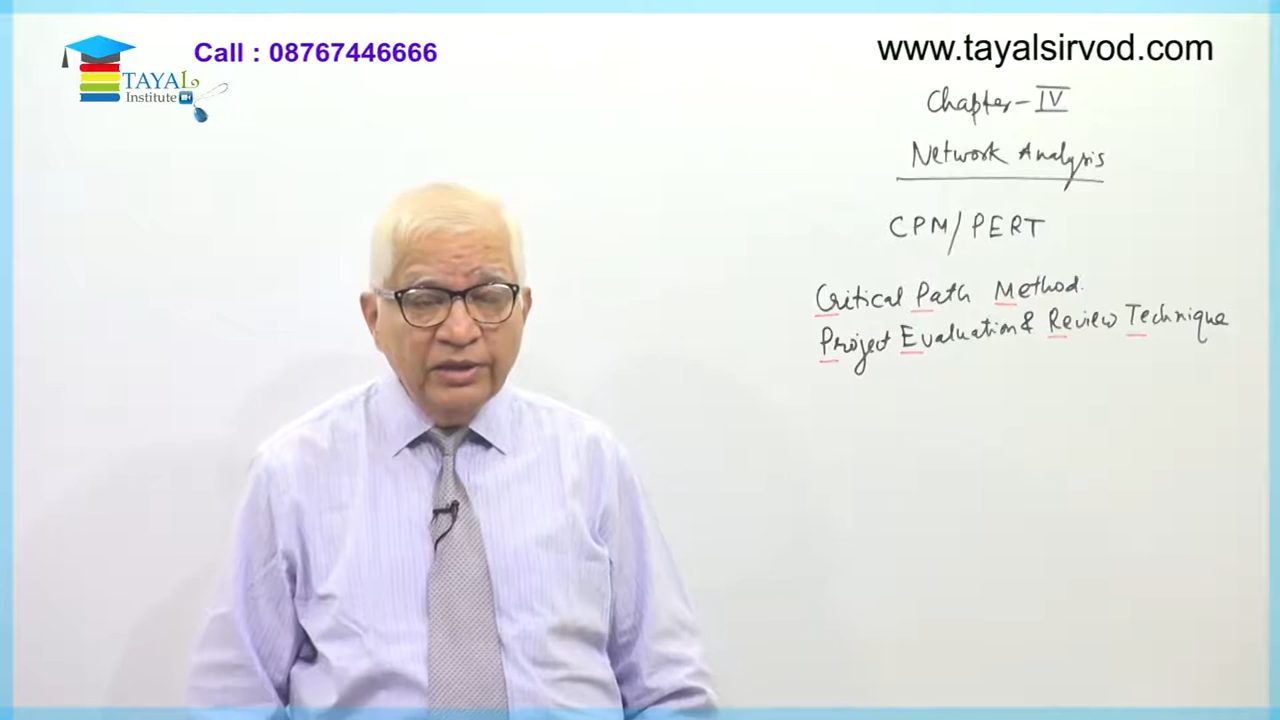 Call : 08767446666
www.tayalsirvod.com
TAYAL
Institute
Chapter-IV
Network Analysis
CPM/PERT
Critical Path Method.
Project Evaluation & Review Technique